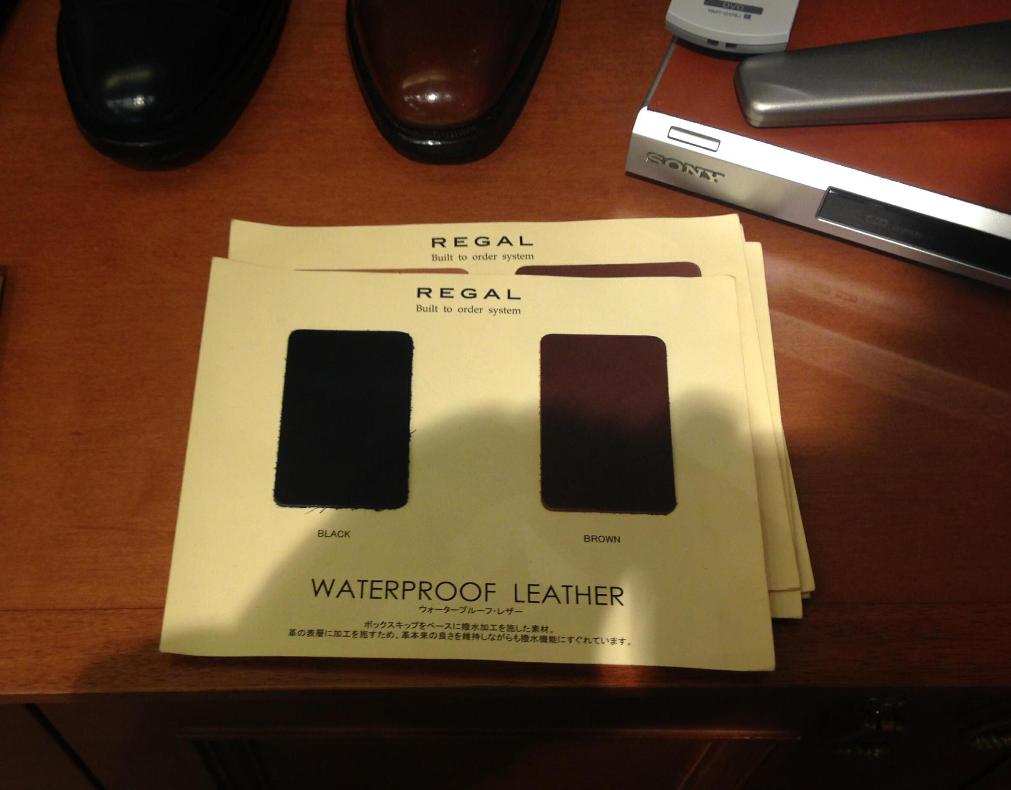 DVD
SONY
REGAL
Built to order system
REGAL
Built to order system
BLACK
BROWN
WATERPROOF LEATHER
ウォータープルーフ・レザー
ボックスキップをベースに撥水加工を施した素材。
革の表層に加工を施すため、革本来の良さを維持しながらも撥水機能にすぐれています。